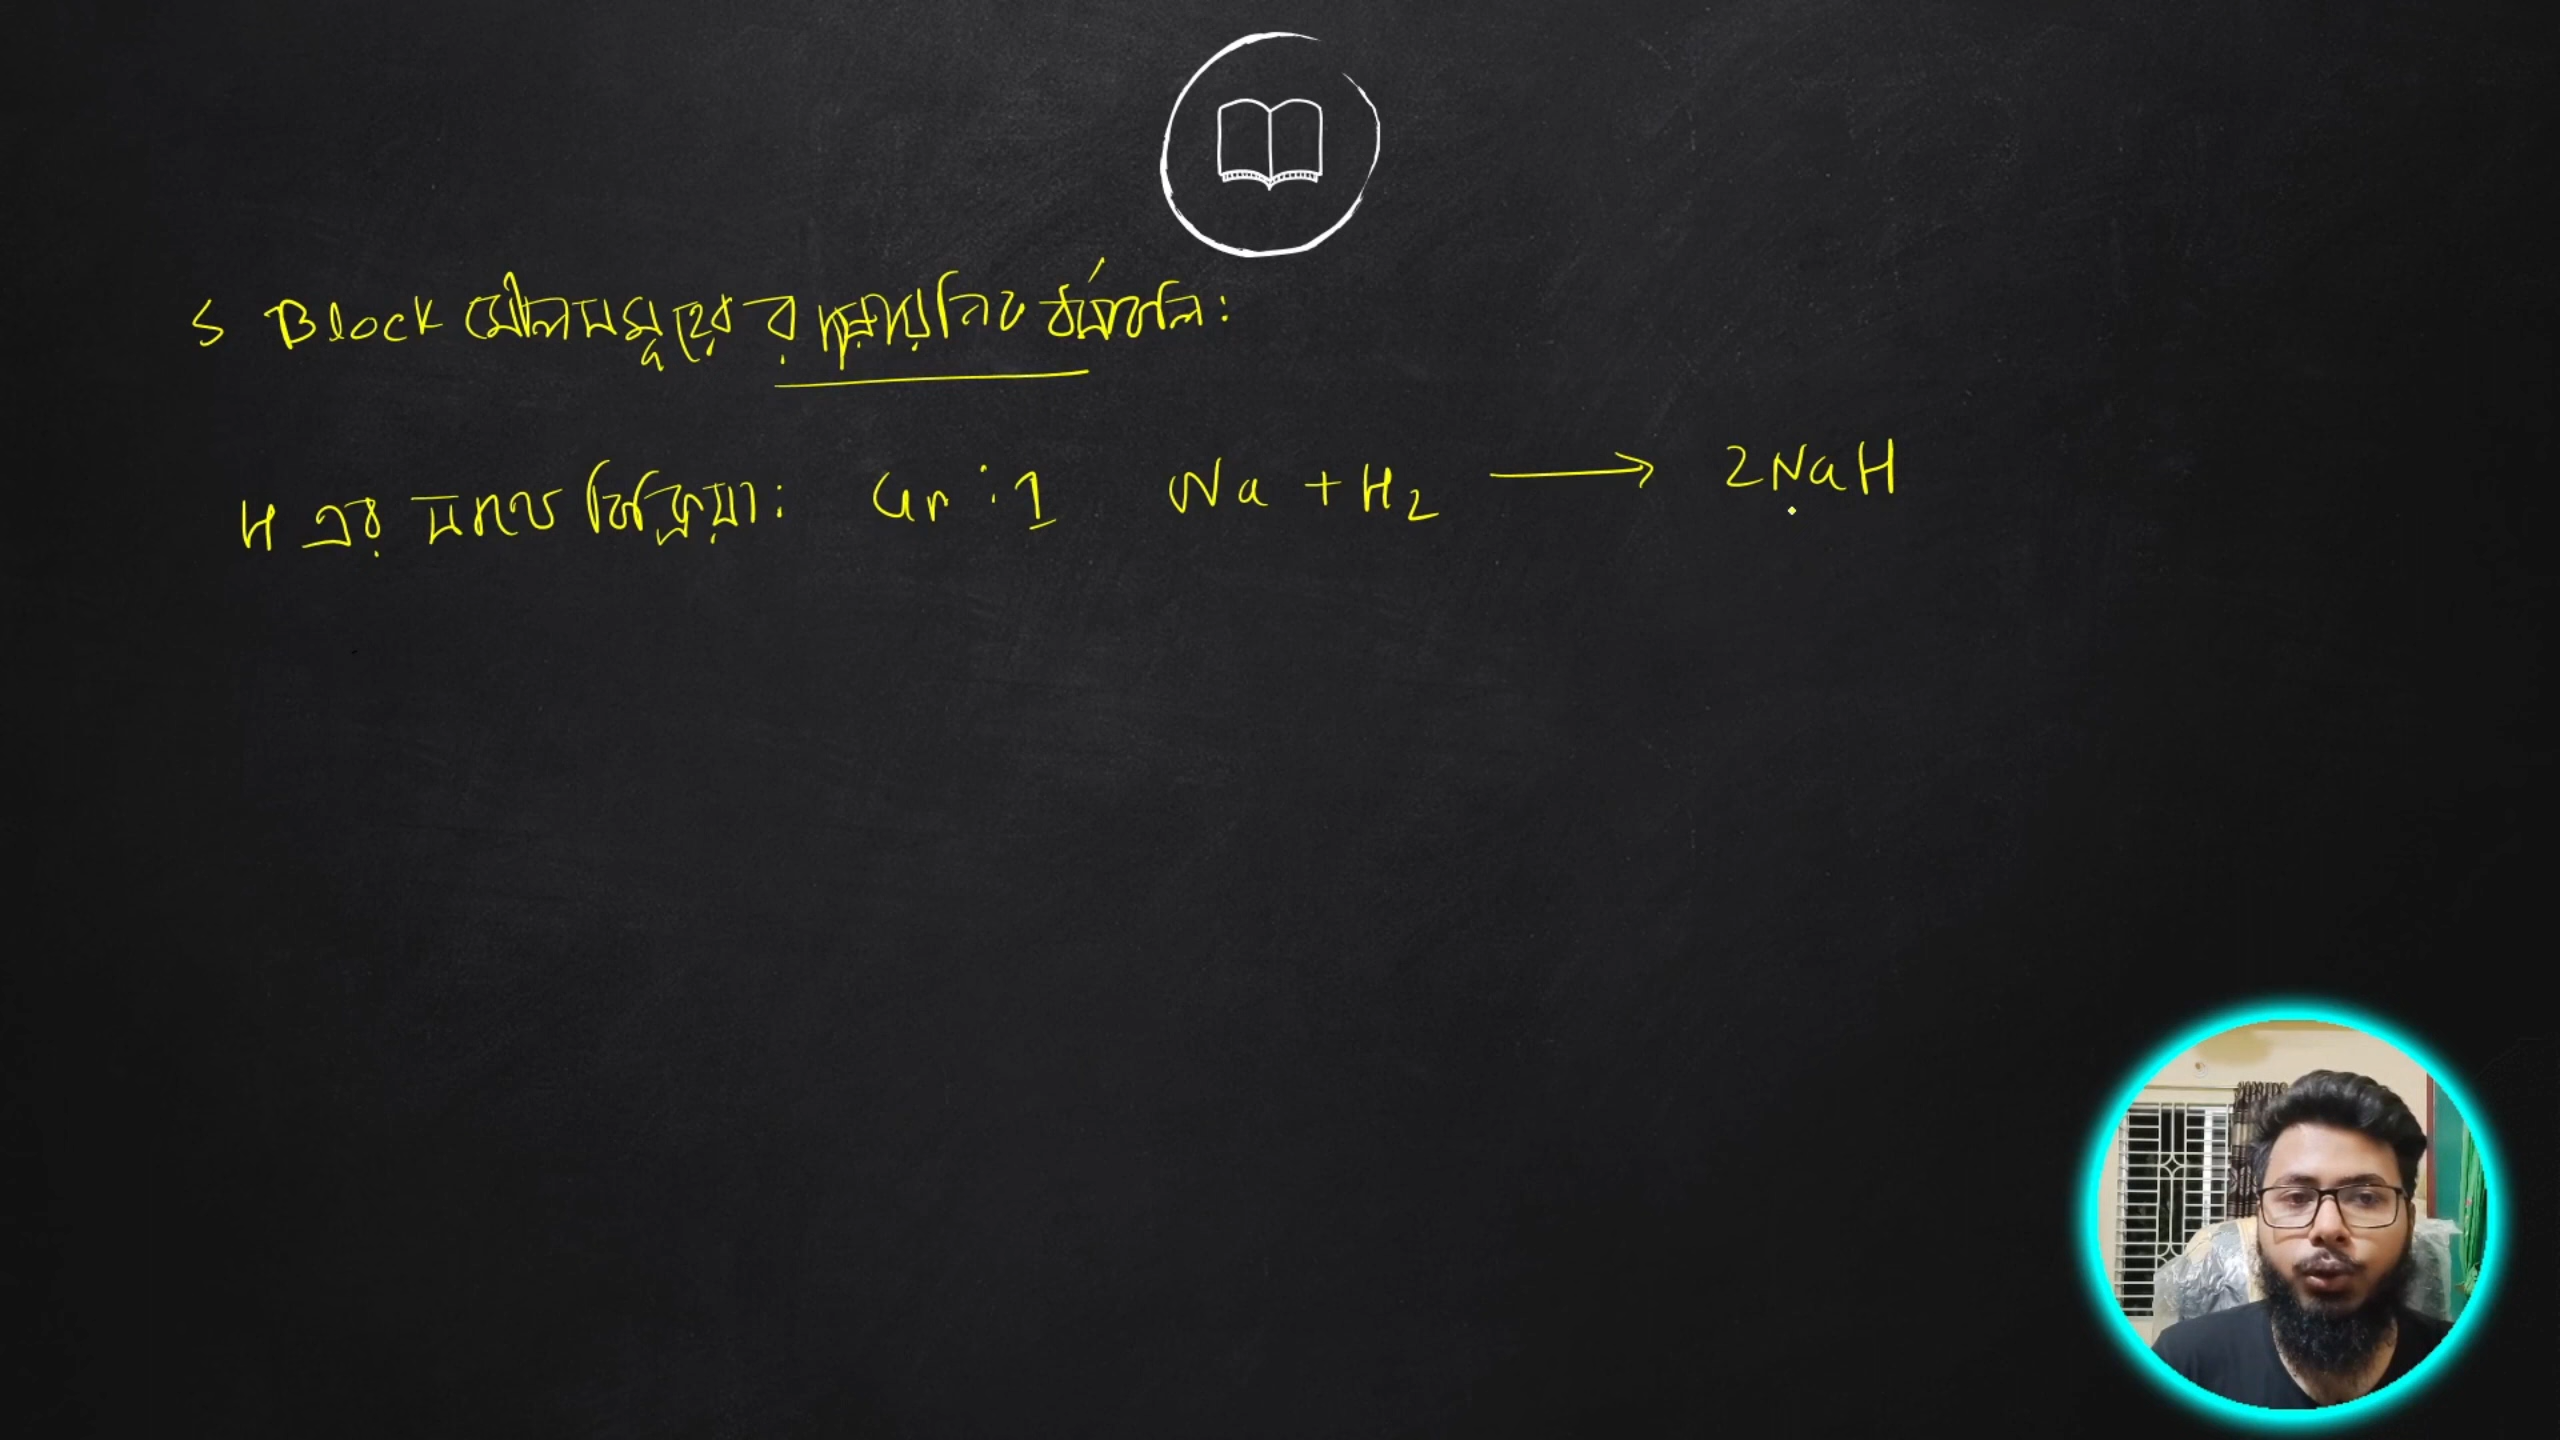 S Block মৌলসমূহের রাসায়নিক ধর্মাবলি:
H এর সাথে বিক্রিয়া: Gr: 1 Na + H2 ⟶ 2NaH